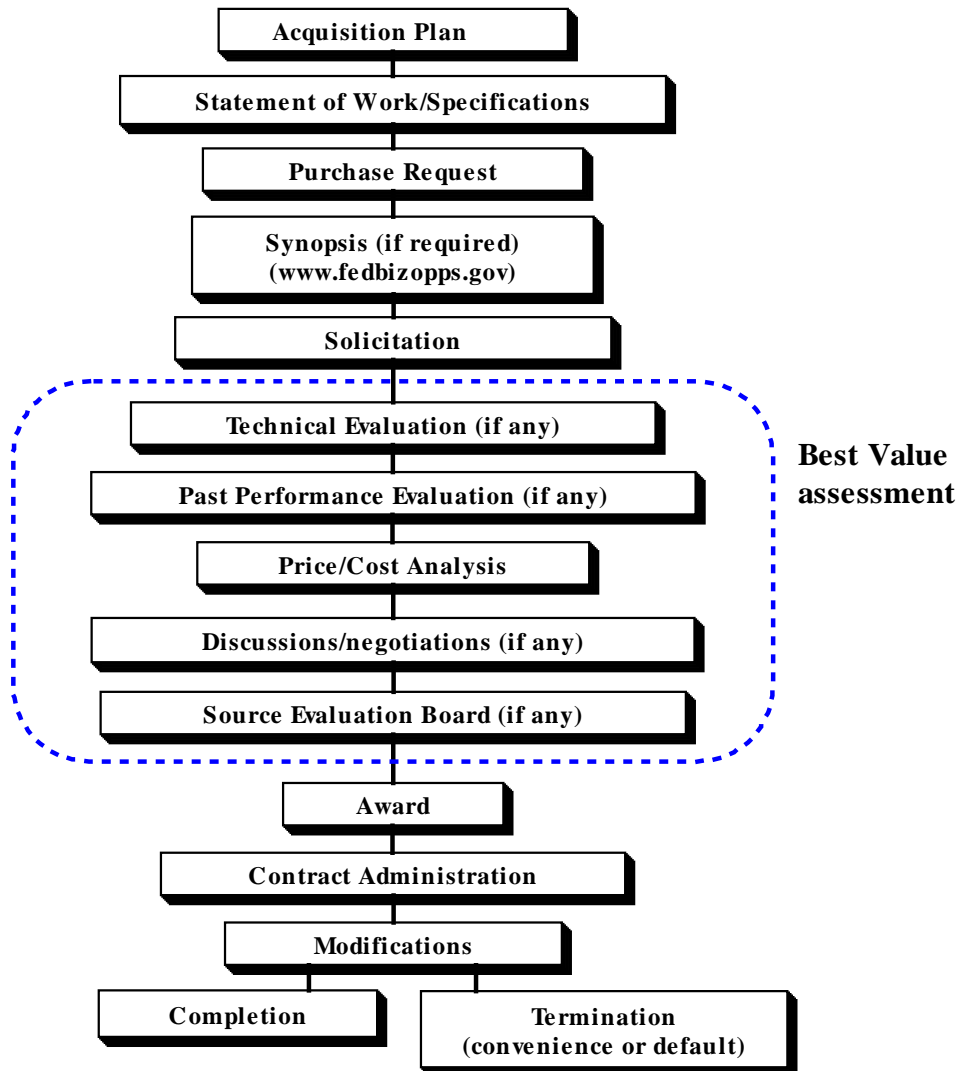 Acquisition Plan
Statement of Work/Specifications
Purchase Request
Synopsis (if required)
(www.fedbizopps.gov)
Solicitation
Technical Evaluation (if any)
Past Performance Evaluation (if any)
Price/Cost Analysis
Discussions/negotiations (if any)
Source Evaluation Board (if any)
Best Value
assessment
Award
Contract Administration
Modifications
Completion
Termination
(convenience or default)